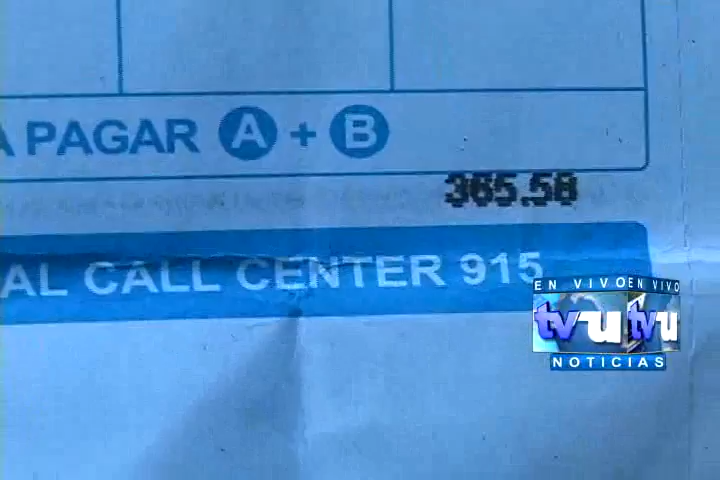 A PAGAR A + B
365.58
AL CALL CENTER 915
EN VIVO EN VIVO
tvu tvu
NOTICIAS